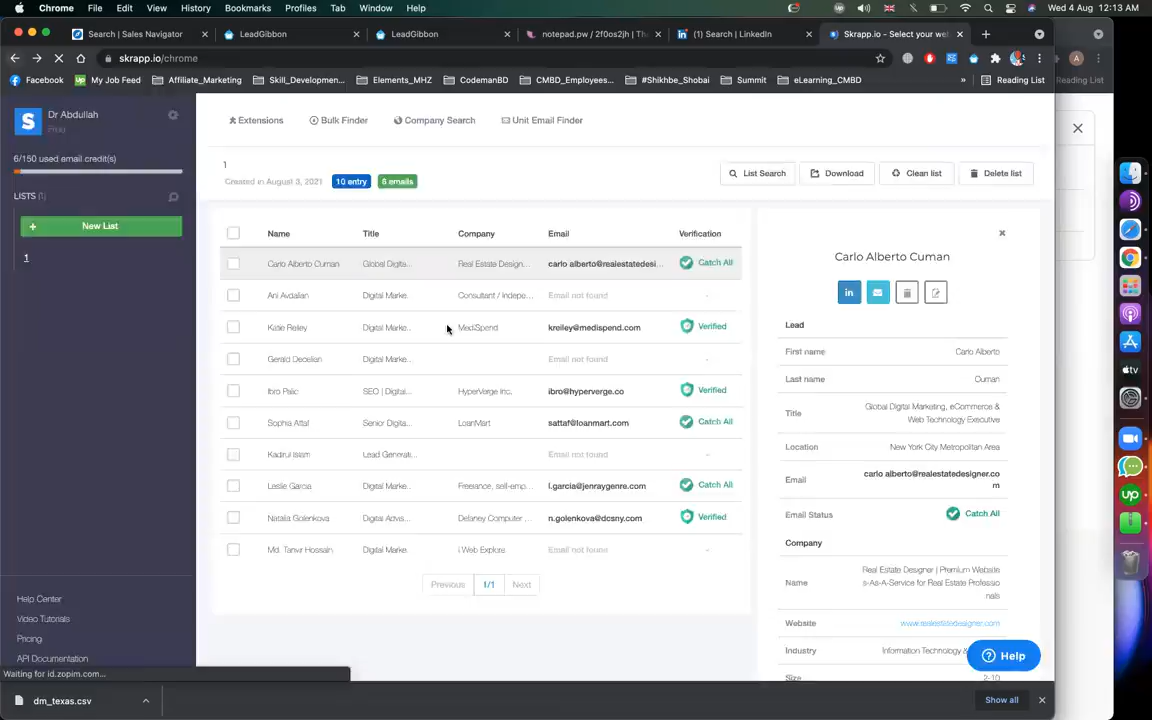 Chrome File Edit View History Bookmarks Profiles Tab Window Help Wed 4 Aug 12:13 AM
Search | Sales Navigator LeadGibbon LeadGibbon notepad.pw / 2f0os2jh | Th (1) Search | LinkedIn Skrapp.io - Select your we
skrapp.io/chrome
Facebook My Job Feed Affiliate_Marketing Skill_Developmen... Elements_MHZ CodemanBD CMBD_Employees... #Shikhbe_Shobai Summit eLearning_CMBD » Reading List Reading List
Dr Abdullah
6/150 used email credit(s)
LISTS (1)
+ New List
1
Extensions Bulk Finder Company Search Unit Email Finder
1
Created in August 3, 2021 10 entry 6 emails
List Search Download Clean list Delete list
Name Title Company Email Verification
Carlo Alberto Cuman Global Digita... Real Estate Design... carlo alberto@realestatedesi... Catch All
Ani Avdalian Digital Marke.. Consultant / Indepe... Email not found -
Katie Reiley Digital Marke... MediSpend kreiley@medispend.com Verified
Gerald Decelian Digital Marke... Email not found -
Ibro Palic SEO | Digital... HyperVerge Inc. ibro@hyperverge.co Verified
Sophia Attaf Senior Digita... LoanMart sattaf@loanmart.com Catch All
Kadirul Islam Lead Generati... Email not found -
Leslie Garcia Digital Marke... Freelance, self-emp... l.garcia@jenraygenre.com Catch All
Natalia Golenkova Digital Adva... Delaney Computer ... n.golenkova@dcsny.com Verified
Md. Tanvir Hossain Digital Marke. i Web Explore Email not found -
Previous 1/1 Next
Carlo Alberto Cuman
Lead
First name Carlo Alberto
Last name Cuman
Title Global Digital Marketing, eCommerce &
Web Technology Executive
Location New York City Metropolitan Area
Email carlo alberto@realestatedesigner.co
m
Email Status Catch All
Company
Name Real Estate Designer | Premium Website
s-As-A-Service for Real Estate Professio
nals
Website www.realestatedesigner.com
Industry Information Technology &
Size 2-10
Help
Help Center
Video Tutorials
Pricing
API Documentation
Waiting for id.zopim.com...
dm_texas.csv Show all